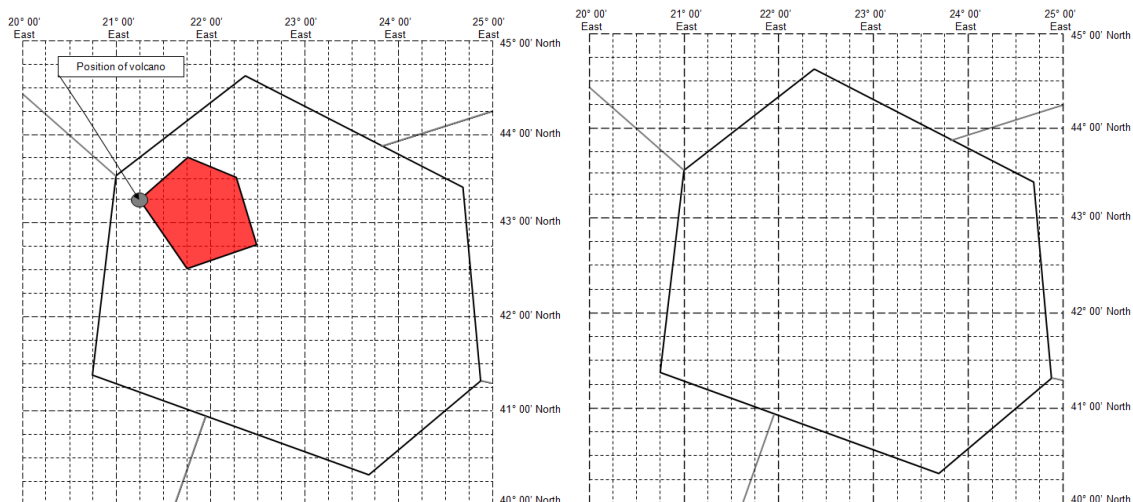 20° 00'
East
21° 00'
East
22° 00'
East
23° 00'
East
24° 00'
East
25° 00'
East
45° 00' North
Position of volcano
44° 00' North
43° 00' North
42° 00' North
41° 00' North
40° 00' North
20° 00'
East
21° 00'
East
22° 00'
East
23° 00'
East
24° 00'
East
25° 00'
East
45° 00' North
44° 00' North
43° 00' North
42° 00' North
41° 00' North
40° 00' North